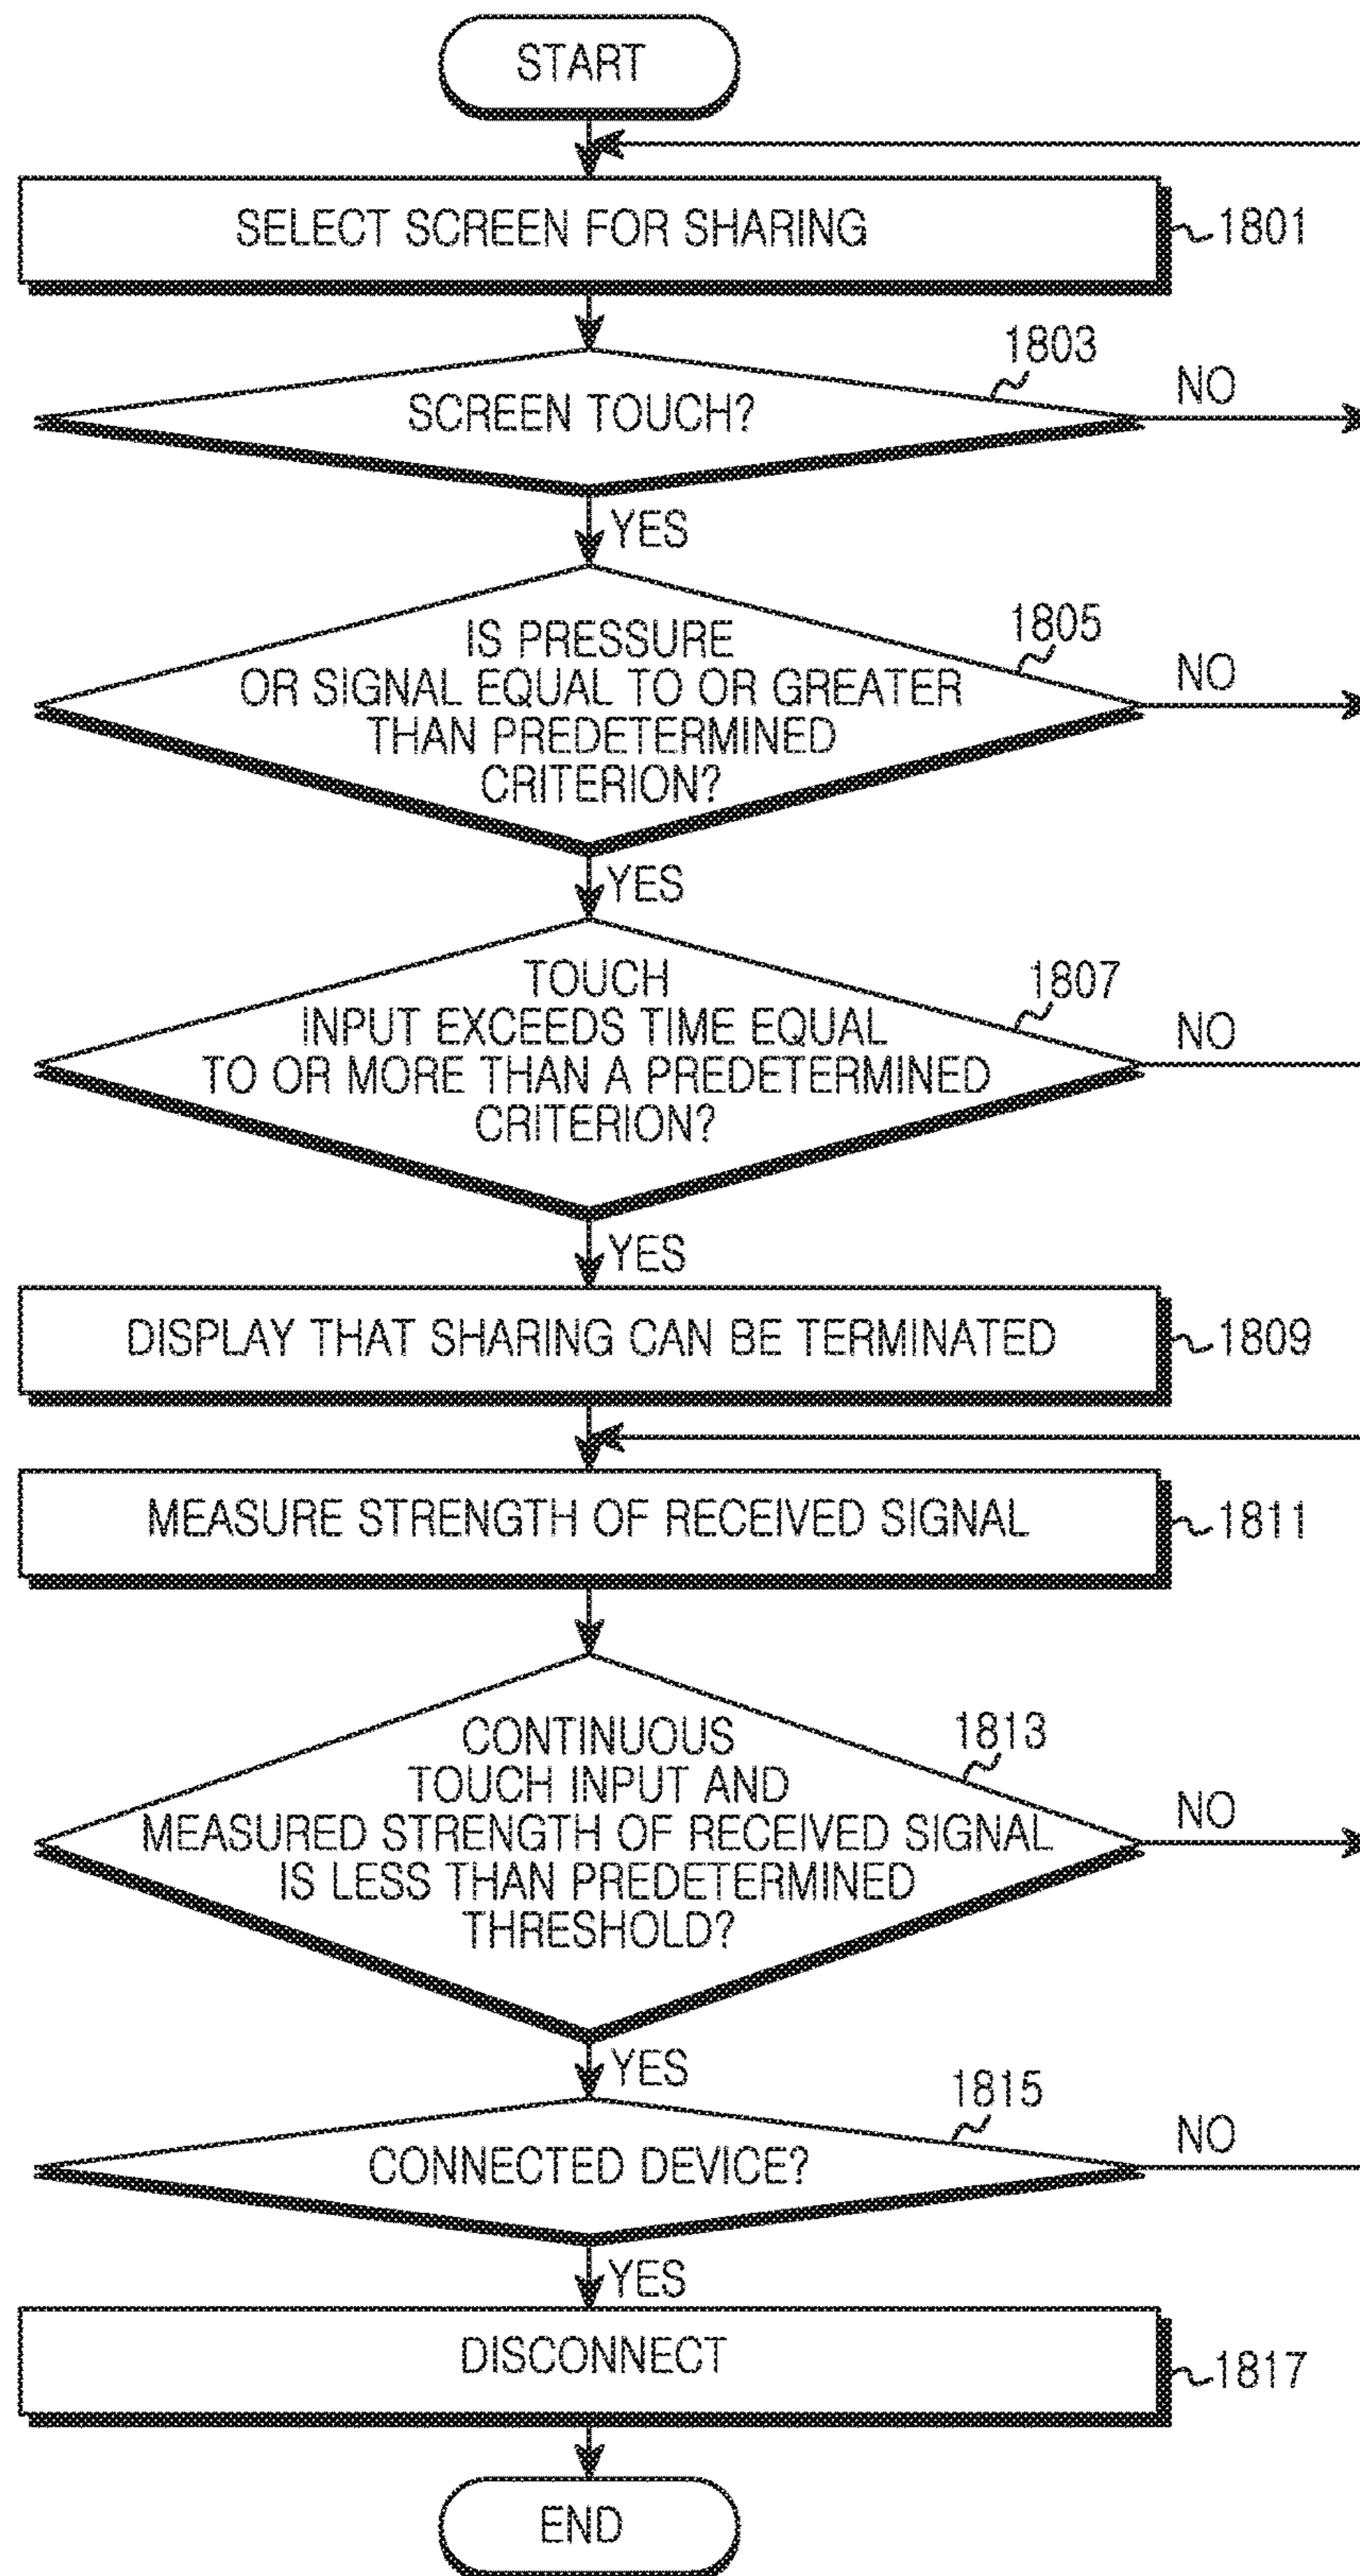 START
SELECT SCREEN FOR SHARING
1801
1803
SCREEN TOUCH?
NO
YES
1805
IS PRESSURE
OR SIGNAL EQUAL TO OR GREATER
THAN PREDETERMINED
CRITERION?
NO
YES
1807
TOUCH
INPUT EXCEEDS TIME EQUAL
TO OR MORE THAN A PREDETERMINED
CRITERION?
NO
YES
DISPLAY THAT SHARING CAN BE TERMINATED
1809
MEASURE STRENGTH OF RECEIVED SIGNAL
1811
1813
CONTINUOUS
TOUCH INPUT AND
MEASURED STRENGTH OF RECEIVED SIGNAL
IS LESS THAN PREDETERMINED
THRESHOLD?
NO
YES
1815
CONNECTED DEVICE?
NO
YES
DISCONNECT
1817
END